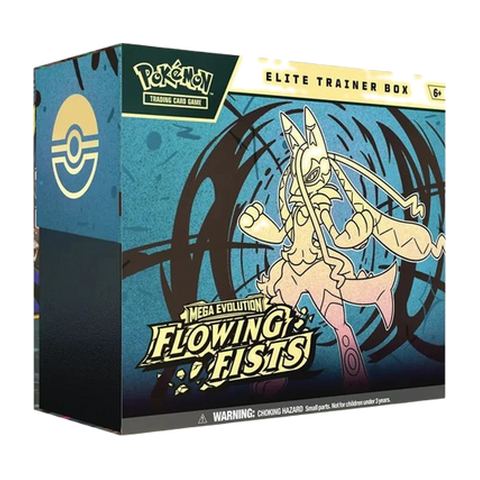 POKéMON
TRADING CARD GAME
ELITE TRAINER BOX
6+
MEGA EVOLUTION
FLOWING
FISTS
WARNING: CHOKING HAZARD Small parts. Not for children under 3 years.